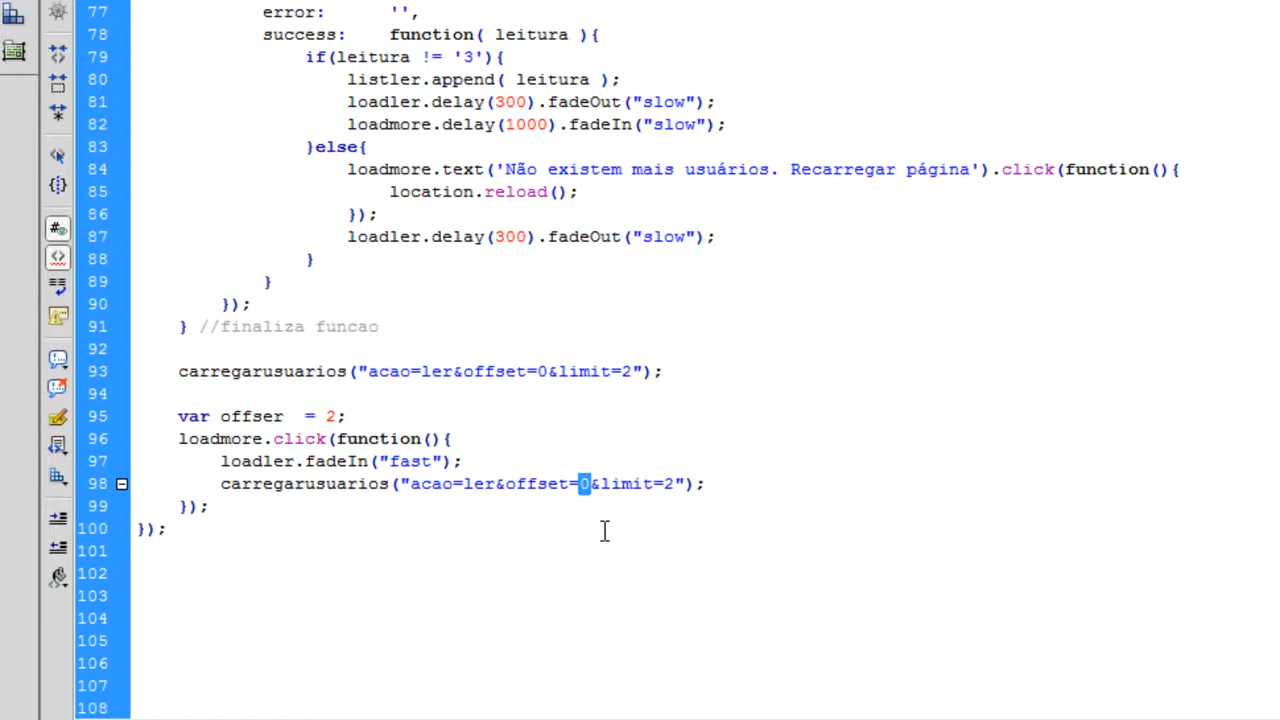 77 error: '',
78 success: function( leitura ){
79 if(leitura != '3'){
80 listler.append( leitura );
81 loadler.delay(300).fadeOut("slow");
82 loadmore.delay(1000).fadeIn("slow");
83 }else{
84 loadmore.text('Não existem mais usuários. Recarregar página').click(function(){
85 location.reload();
86 });
87 loadler.delay(300).fadeOut("slow");
88 }
89 }
90 });
91 } //finaliza funcao
92
93 carregarusuarios("acao=ler&offset=0&limit=2");
94
95 var offser = 2;
96 loadmore.click(function(){
97 loadler.fadeIn("fast");
98 carregarusuarios("acao=ler&offset=0&limit=2");
99 });
100 });
101
102
103
104
105
106
107
108